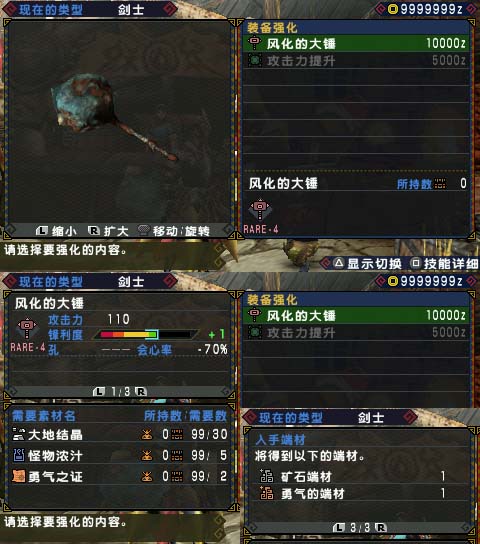 现在的类型 剑士
9999999z
装备强化
风化的大锤 10000z
攻击力提升 5000z
风化的大锤 所持数 0
RARE-4
L 缩小 R 扩大 移动/旋转
请选择要强化的内容。
△显示切换 □技能详细
现在的类型 剑士
9999999z
风化的大锤
攻击力 110
锋利度 +1
RARE-4
孔 --- 会心率 -70%
L 1/3 R
装备强化
风化的大锤 10000z
攻击力提升 5000z
需要素材名 所持数/需要数
大地结晶 0 99/30
怪物浓汁 0 99/ 5
勇气之证 0 99/ 2
请选择要强化的内容。
现在的类型 剑士
入手端材
将得到以下的端材。
矿石端材 1
勇气的端材 1
L 3/3 R